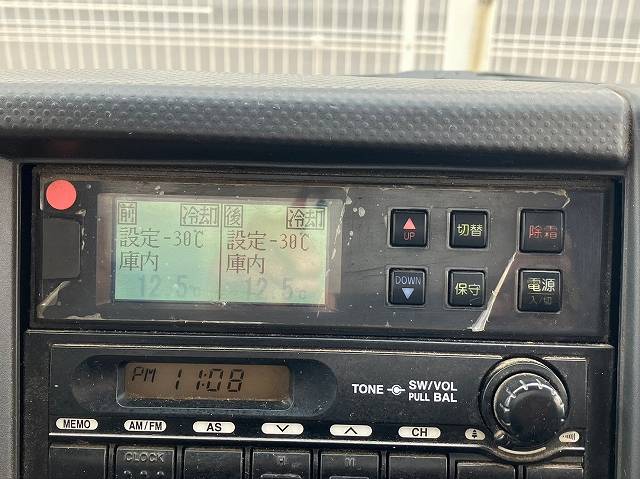 前 冷却 後 冷却
設定-30℃ 設定-30℃
庫内 庫内
12.5℃ 12.5℃
▲ UP
切替
除霜
DOWN ▼
保守
電源 入/切
PM 11:08
TONE SW/VOL
PULL BAL
MEMO AM/FM AS CH
CLOCK H M